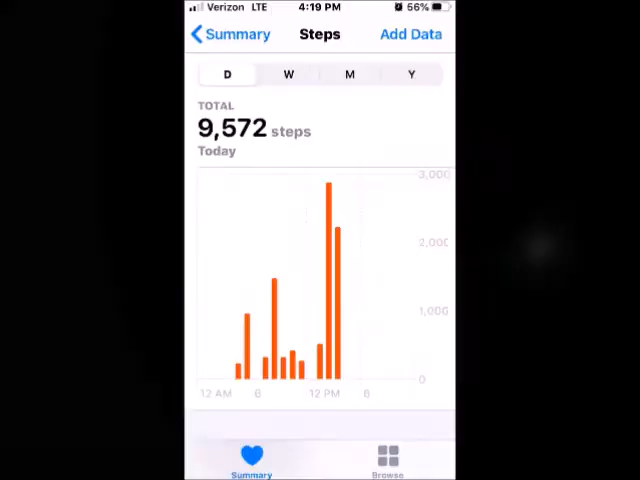 Verizon LTE 4:19 PM 56%
Summary Steps Add Data
D W M Y
TOTAL
9,572 steps
Today
3,000
2,000
1,000
0
12 AM 6 12 PM 6
Summary Browse